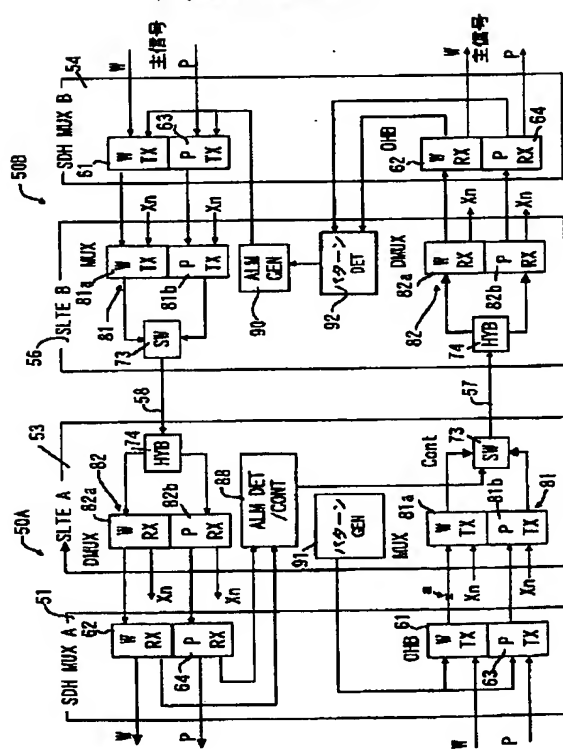 50A
50B
51
SDH MUX A
SLTE A
53
56
SLTE B
SDH MUX B
54
62
W
RX
P
RX
64
W
P
DMUX
82a
82
W
RX
82b
P
RX
Xn
Xn
74
HYB
58
73
SW
81
MUX
81a
W
TX
81b
P
TX
Xn
Xn
61
W
TX
63
P
TX
W
主信号
P
88
ALM DET
/CONT
91
パターン
GEN
90
ALM
GEN
92
パターン
DET
OHB
61
W
TX
63
P
TX
W
P
a
MUX
81a
W
TX
81b
P
TX
81
Xn
Xn
Cont
73
SW
57
74
HYB
82
82a
W
RX
82b
P
RX
DMUX
Xn
Xn
OHB
62
W
RX
P
RX
64
W
主信号
P